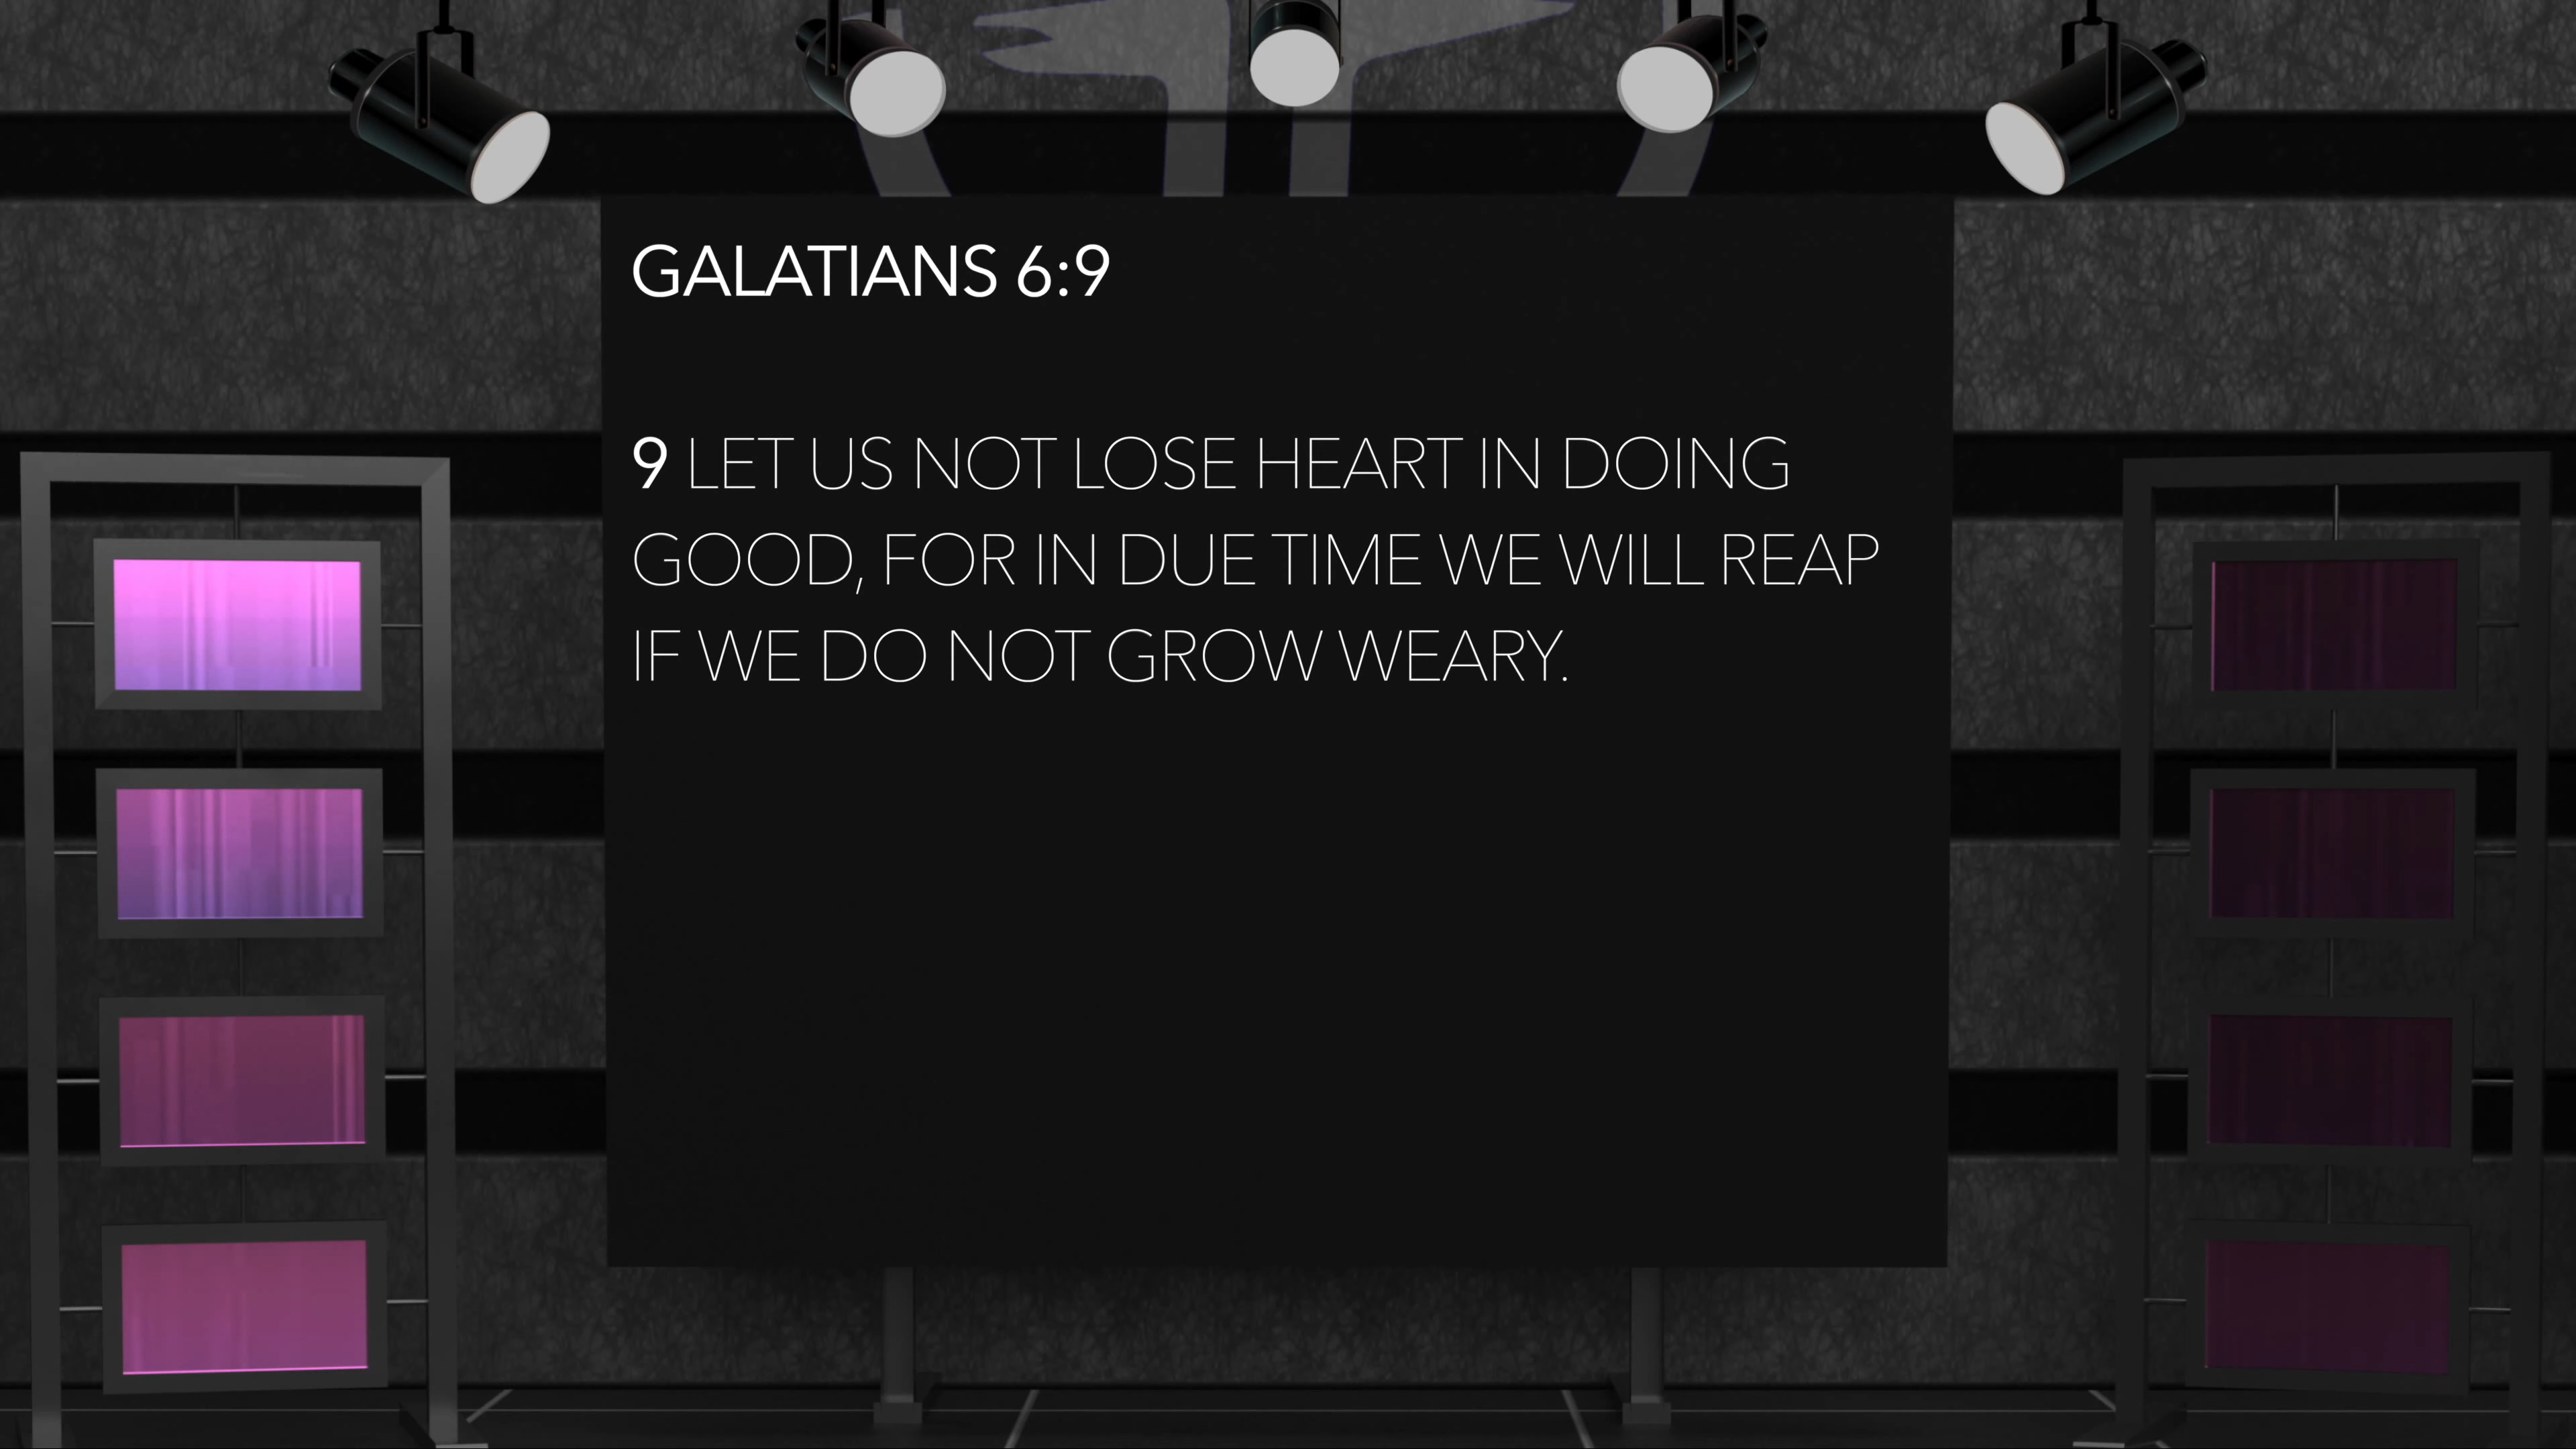 GALATIANS 6:9
9 LET US NOT LOSE HEART IN DOING
GOOD, FOR IN DUE TIME WE WILL REAP
IF WE DO NOT GROW WEARY.